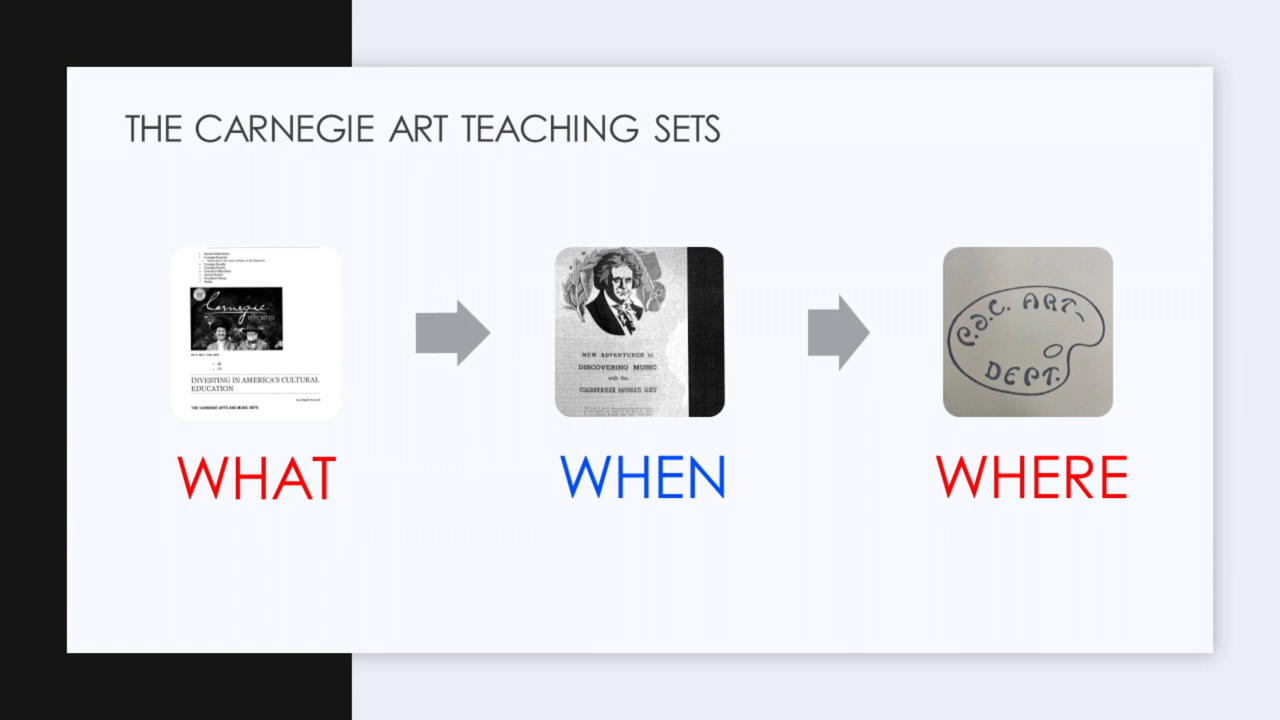 THE CARNEGIE ART TEACHING SETS
Carnegie
REPORTER
INVESTING IN AMERICA'S CULTURAL
EDUCATION
THE CARNEGIE ARTS AND MUSIC SETS
NEW ADVENTURES in
DISCOVERING MUSIC
with the
CARNEGIE MUSIC SET
ART
DEPT.
WHAT
WHEN
WHERE